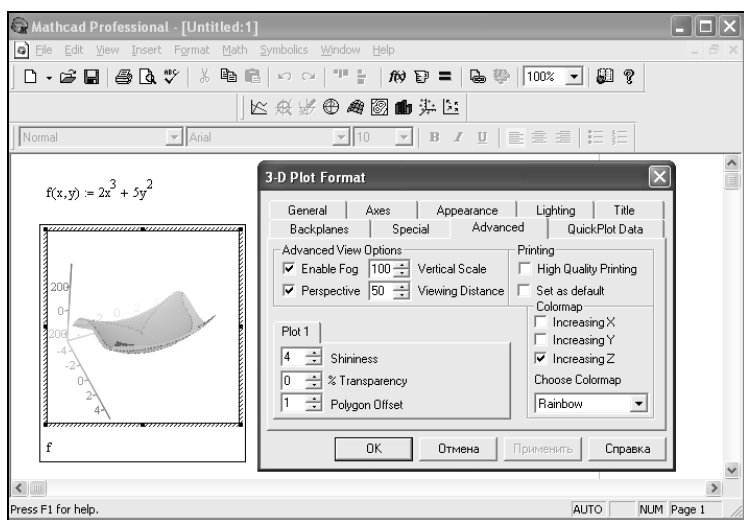 Mathcad Professional - [Untitled:1]
File Edit View Insert Format Math Symbolics Window Help
100%
Normal Arial 10 B I U
f(x,y) := 2x^3 + 5y^2
3-D Plot Format
General Axes Appearance Lighting Title
Backplanes Special Advanced QuickPlot Data
Advanced View Options Printing
Enable Fog 100 Vertical Scale High Quality Printing
Perspective 50 Viewing Distance Set as default
Colormap
Increasing X
Increasing Y
Increasing Z
Choose Colormap
Rainbow
Plot 1
4 Shininess
0 % Transparency
1 Polygon Offset
OK Отмена Применить Справка
200
0
-4
-2
0
2
4
f
Press F1 for help. AUTO NUM Page 1